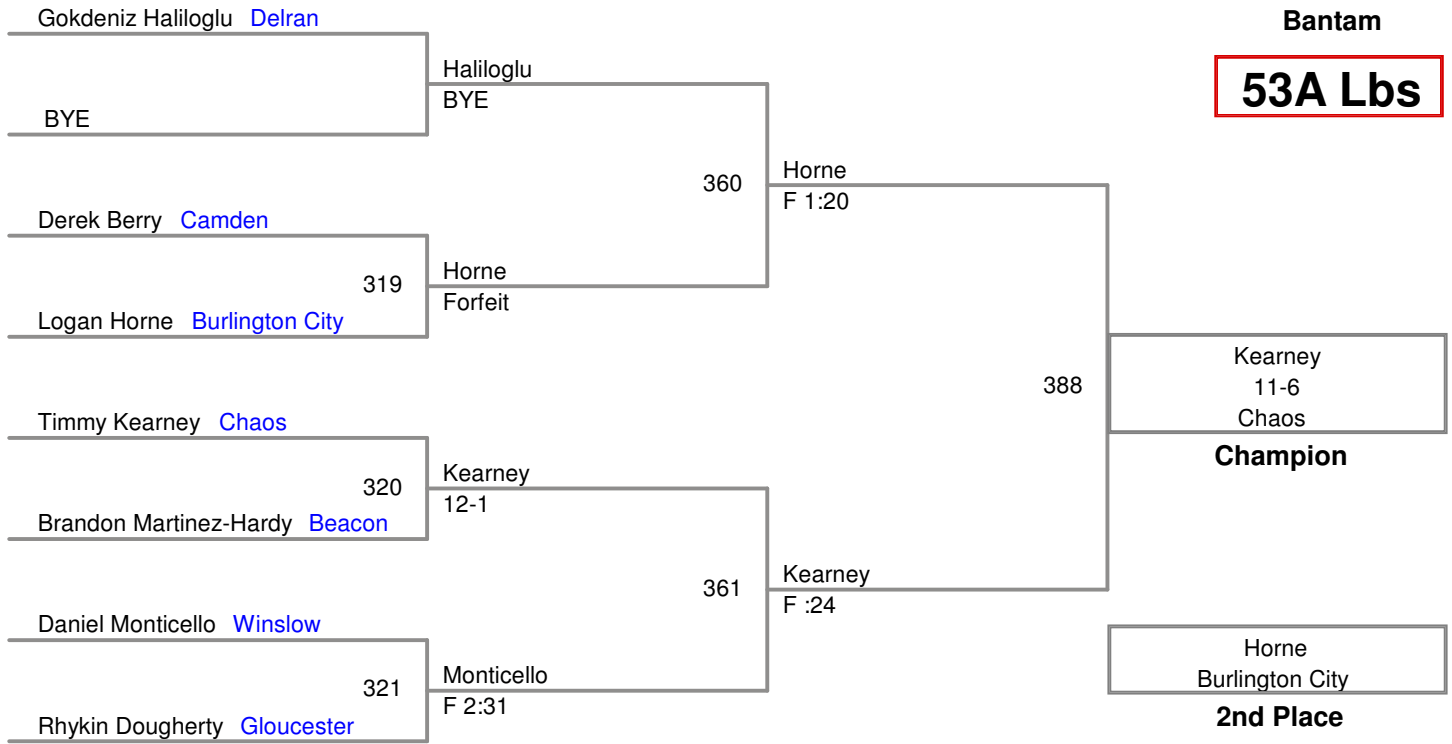 Gokdeniz Haliloglu Delran
Bantam
53A Lbs
Haliloglu
BYE
BYE
360
Horne
F 1:20
Derek Berry Camden
319
Horne
Forfeit
Logan Horne Burlington City
388
Kearney
11-6
Chaos
Champion
Timmy Kearney Chaos
320
Kearney
12-1
Brandon Martinez-Hardy Beacon
361
Kearney
F :24
Daniel Monticello Winslow
321
Monticello
F 2:31
Rhykin Dougherty Gloucester
Horne
Burlington City
2nd Place